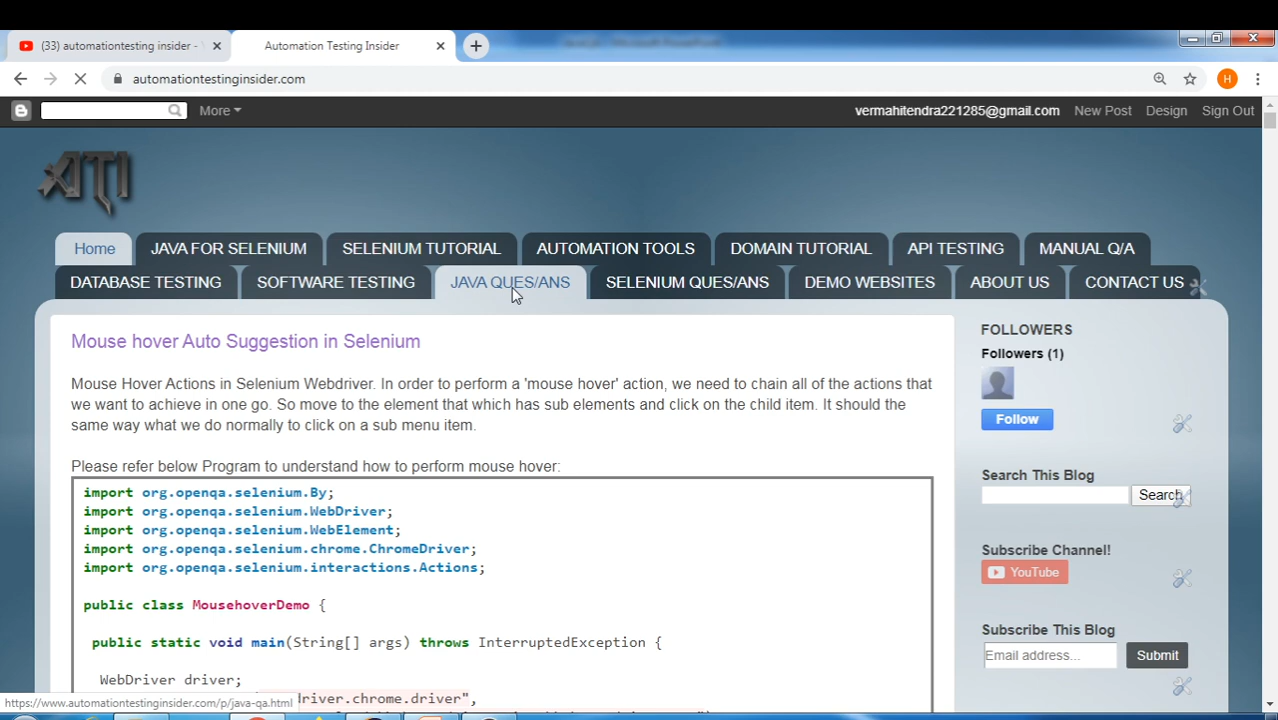 (33) automationtesting insider -
Automation Testing Insider
automationtestinginsider.com
H
More
vermahitendra221285@gmail.com New Post Design Sign Out
ATI
Home JAVA FOR SELENIUM SELENIUM TUTORIAL AUTOMATION TOOLS DOMAIN TUTORIAL API TESTING MANUAL Q/A
DATABASE TESTING SOFTWARE TESTING JAVA QUES/ANS SELENIUM QUES/ANS DEMO WEBSITES ABOUT US CONTACT US
Mouse hover Auto Suggestion in Selenium
Mouse Hover Actions in Selenium Webdriver. In order to perform a 'mouse hover' action, we need to chain all of the actions that
we want to achieve in one go. So move to the element that which has sub elements and click on the child item. It should the
same way what we do normally to click on a sub menu item.
Please refer below Program to understand how to perform mouse hover:
import org.openqa.selenium.By;
import org.openqa.selenium.WebDriver;
import org.openqa.selenium.WebElement;
import org.openqa.selenium.chrome.ChromeDriver;
import org.openqa.selenium.interactions.Actions;
public class MousehoverDemo {
public static void main(String[] args) throws InterruptedException {
WebDriver driver;
driver.chrome.driver",
FOLLOWERS
Followers (1)
Follow
Search This Blog
Search
Subscribe Channel!
YouTube
Subscribe This Blog
Email address... Submit
https://www.automationtestinginsider.com/p/java-qa.html